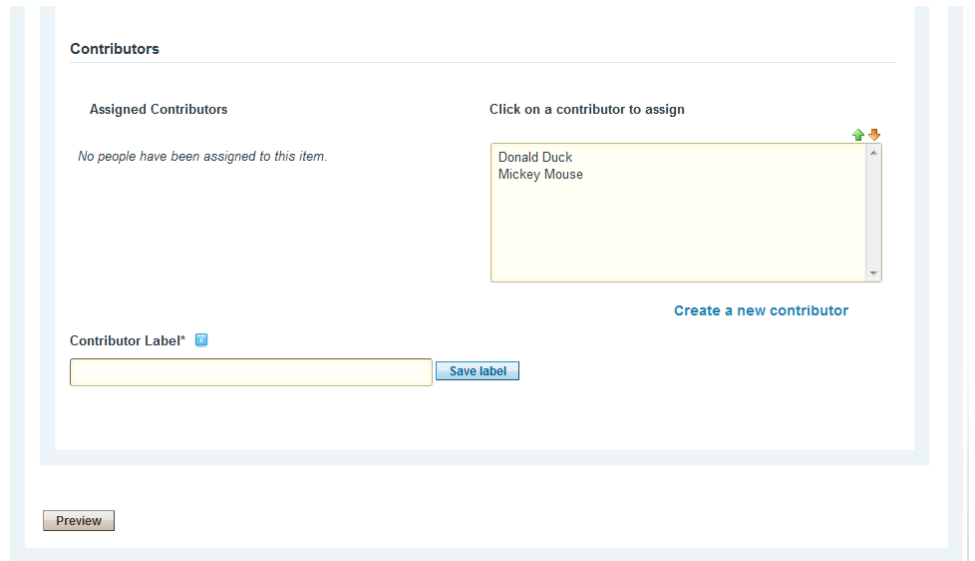 Contributors
Assigned Contributors
Click on a contributor to assign
No people have been assigned to this item.
Donald Duck
Mickey Mouse
Create a new contributor
Contributor Label*
Save label
Preview